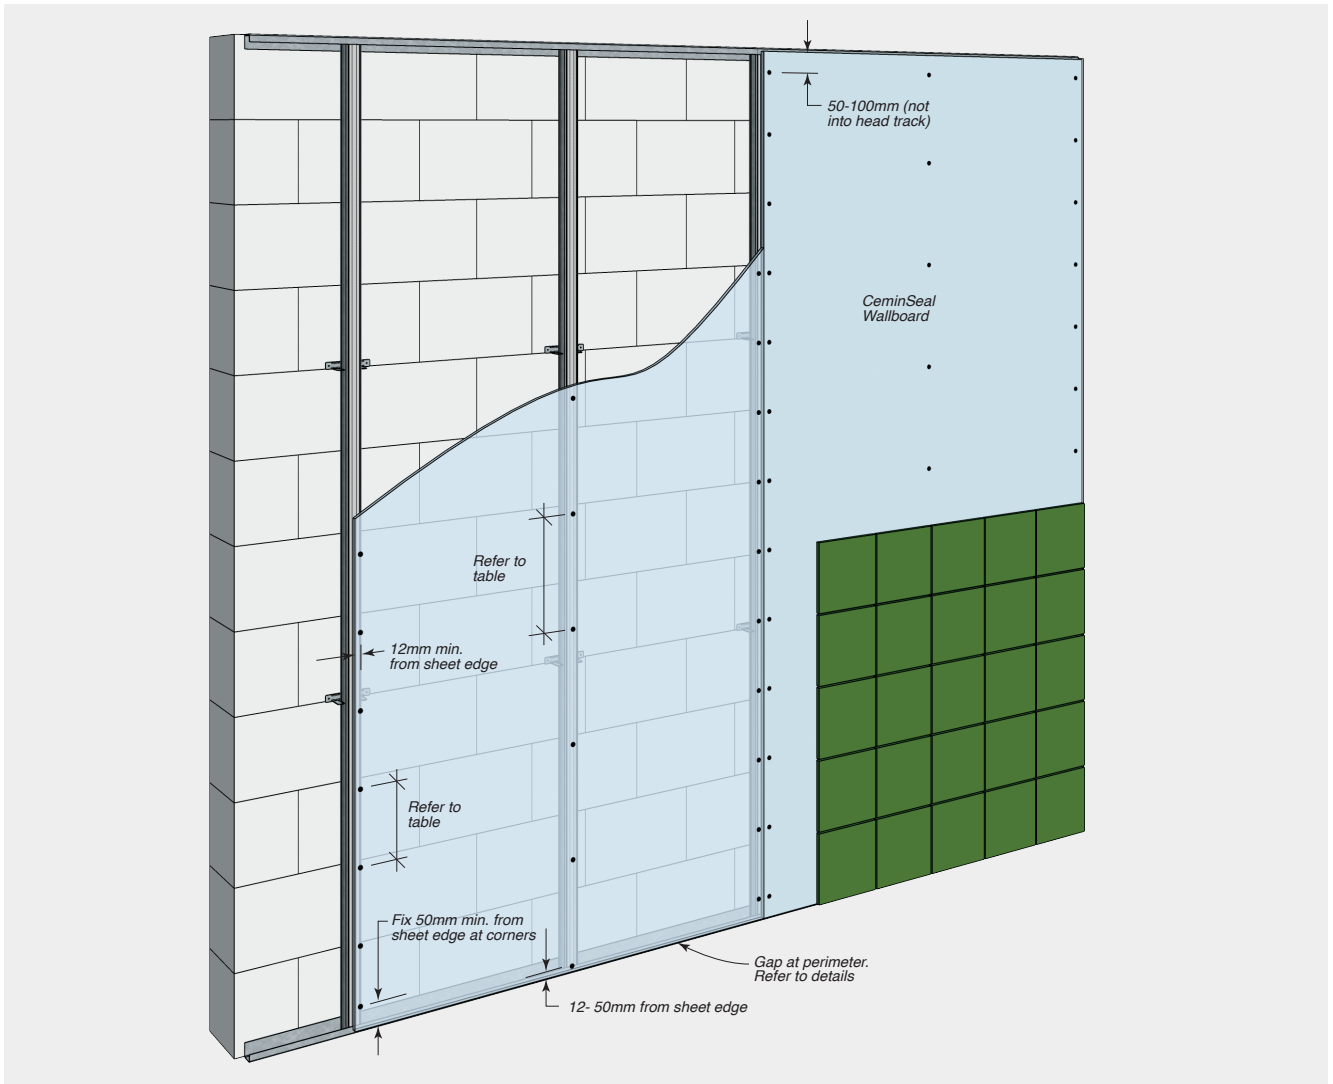 50-100mm (not
into head track)
CeminSeal
Wallboard
Refer to
table
12mm min.
from sheet edge
Refer to
table
Fix 50mm min. from
sheet edge at corners
Gap at perimeter.
Refer to details
12- 50mm from sheet edge